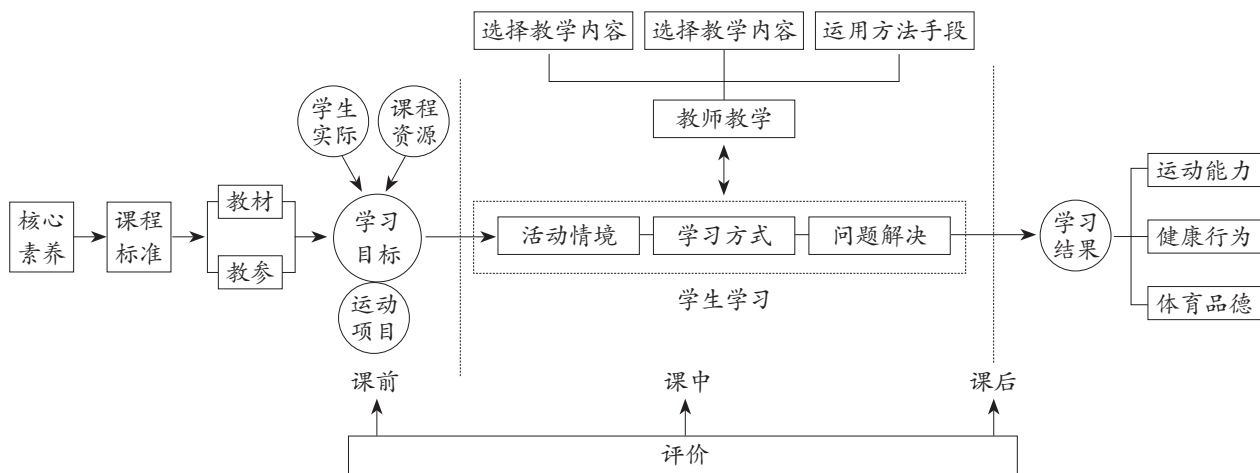 选择教学内容
选择教学内容
运用方法手段
教师教学
学生
实际
课程
资源
核心
素养
课程
标准
教材
教参
学习
目标
运动
项目
活动情境
学习方式
问题解决
学生学习
学习
结果
运动能力
健康行为
体育品德
课前
课中
课后
评价